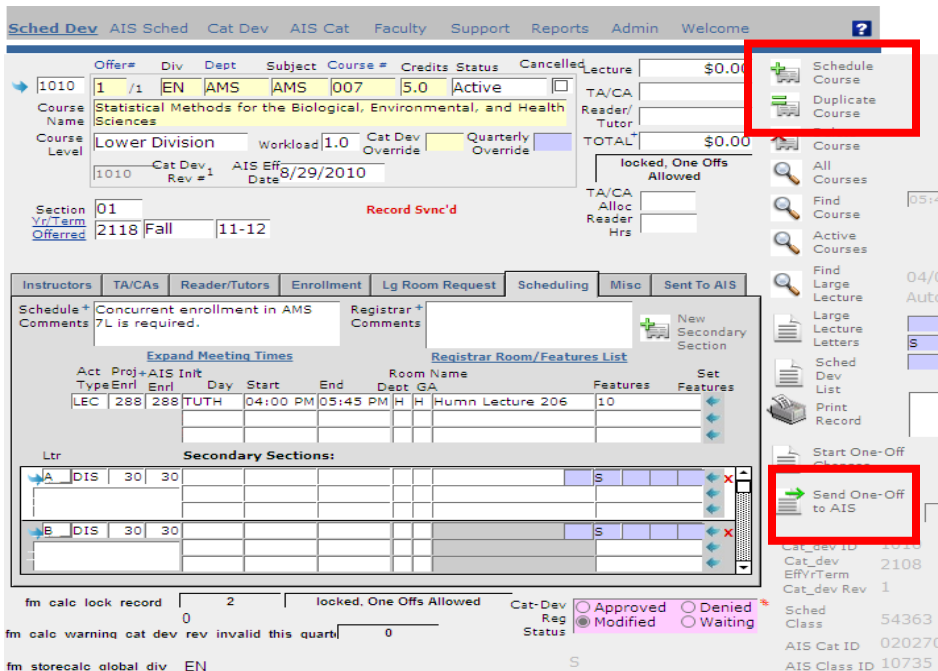 Sched Dev AIS Sched Cat Dev AIS Cat Faculty Support Reports Admin Welcome ?
Offer# Div Dept Subject Course # Credits Status Cancelled
1010 1 /1 EN AMS AMS 007 5.0 Active
Course Name Statistical Methods for the Biological, Environmental, and Health Sciences
Course Level Lower Division Workload 1.0 Cat Dev Override Quarterly Override
1010 Cat Dev Rev # 1 AIS Eff Date 8/29/2010
Lecture $0.00
TA/CA
Reader/
Tutor
TOTAL+ $0.00
locked, One Offs
Allowed
TA/CA
Alloc
Reader
Hrs
Section 01
Record Sync'd
Yr/Term
Offerred 2118 Fall 11-12
Instructors TA/CAs Reader/Tutors Enrollment Lg Room Request Scheduling Misc Sent To AIS
Schedule + Comments Concurrent enrollment in AMS 7L is required.
Registrar + Comments
New
Secondary
Section
Expand Meeting Times Registrar Room/Features List
Act Type Proj+ Enrl AIS Enrl Init Day Start End Room Dept GA Name Features Set Features
LEC 288 288 TUTH 04:00 PM 05:45 PM H H Humn Lecture 206 10
Ltr Secondary Sections:
A DIS 30 30 S x
B DIS 30 30 S x
fm calc lock record 2 locked, One Offs Allowed
0
fm calc warning cat dev rev invalid this quart 0
fm storecalc global div EN
Cat-Dev Reg Status Approved Denied *
Modified Waiting
S
Schedule
Course
Duplicate
Course
Course
All
Courses
Find
Course
05:4
Active
Courses
Find
Large
Lecture
04/0
Auto
Large
Lecture
Letters
S
Sched
Dev
List
Print
Record
Start One-Off
Changes
Send One-Off
to AIS
Cat_dev ID 1010
Cat_dev
EffYrTerm 2108
Cat_dev Rev 1
Sched
Class 54363
AIS Cat ID 020270
AIS Class ID 10735